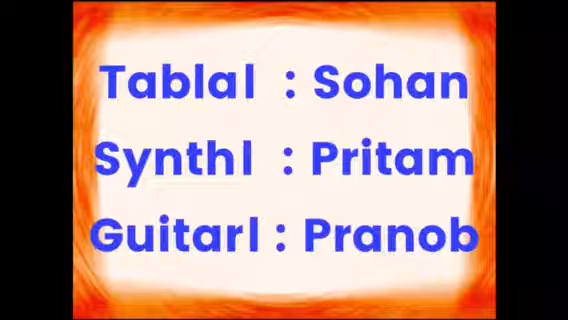 Tablal : Sohan
Synthl : Pritam
Guitarl : Pranob